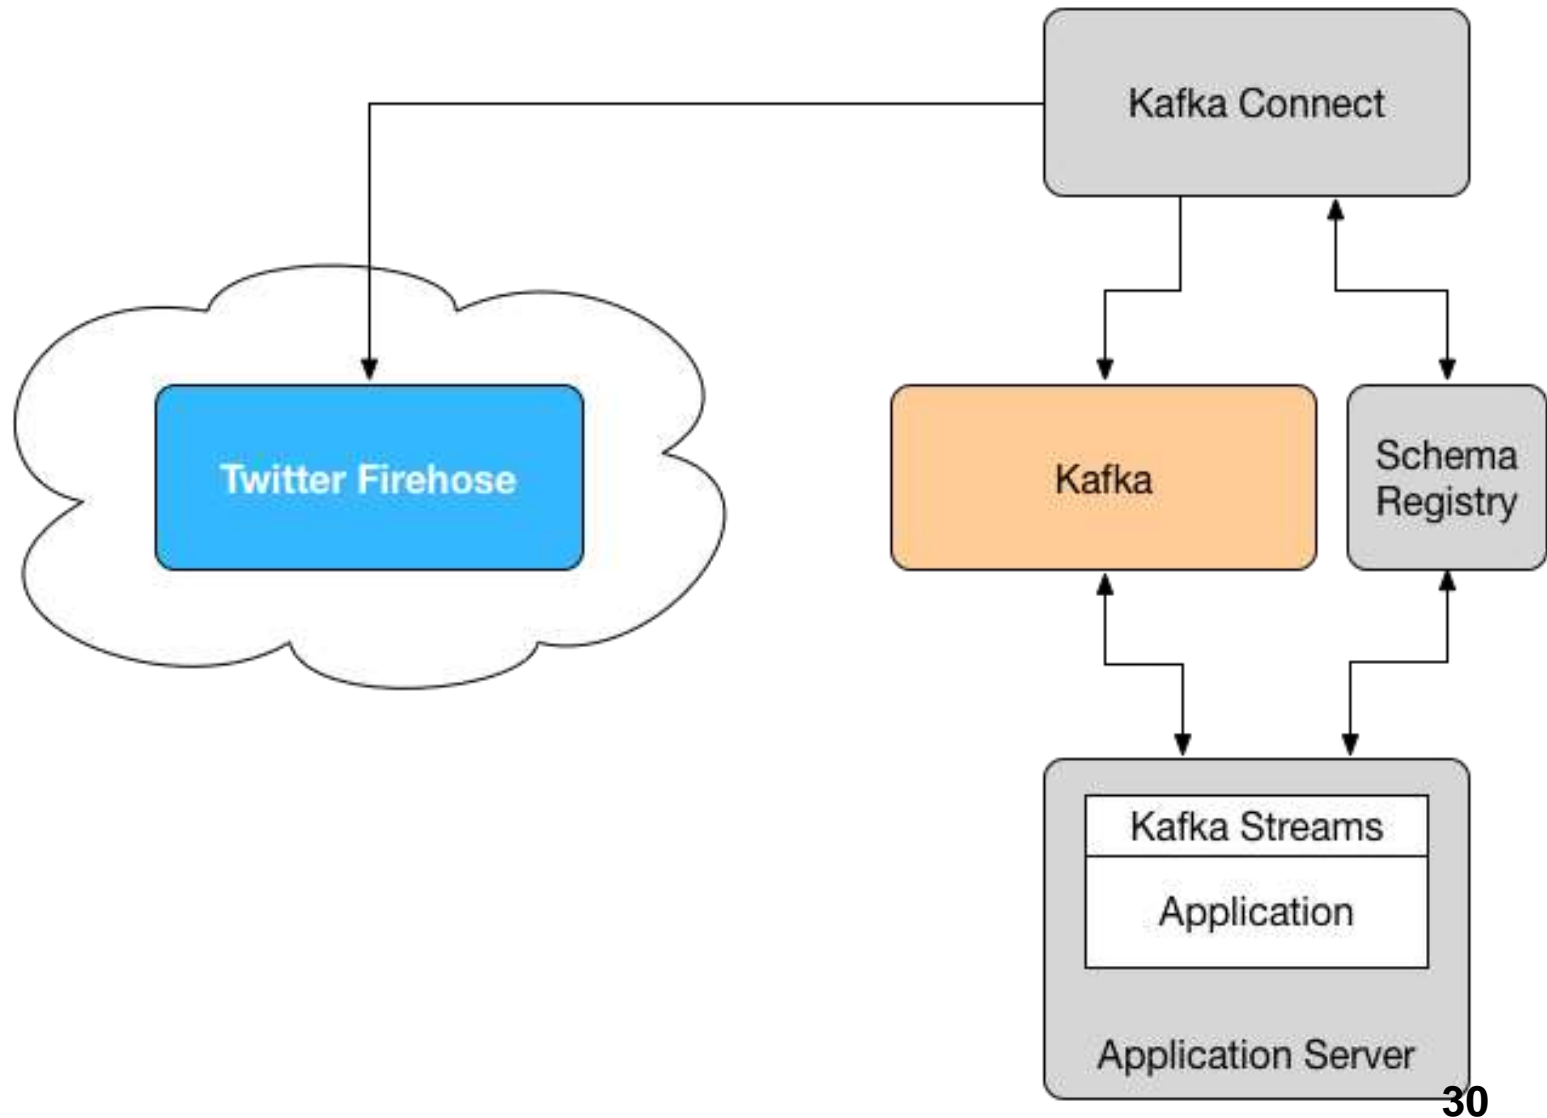 Kafka Connect
Twitter Firehose
Kafka
Schema
Registry
Kafka Streams
Application
Application Server
30